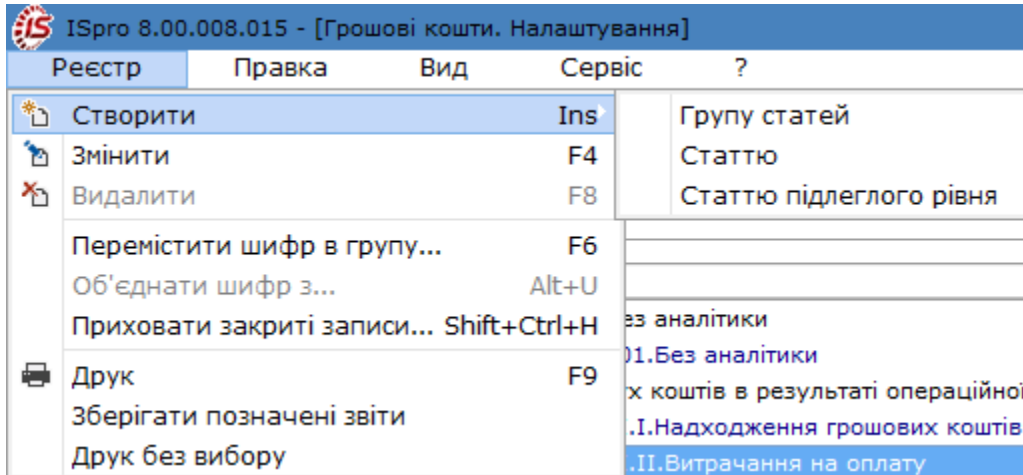 ISpro 8.00.008.015 - [Грошові кошти. Налаштування]
Реєстр Правка Вид Сервіс ?
Створити Ins
Групу статей
Змінити F4
Статтю
Видалити F8
Статтю підлеглого рівня
Перемістити шифр в групу... F6
Об'єднати шифр з... Alt+U
Приховати закриті записи... Shift+Ctrl+H
ез аналітики
01.Без аналітики
Друк F9
х коштів в результаті операційної
Зберігати позначені звіти
.І.Надходження грошових коштів
Друк без вибору
.ІІ.Витрачання на оплату